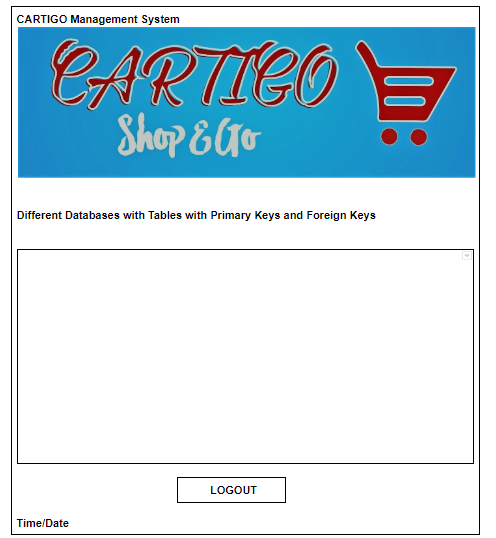 CARTIGO Management System
CARTIGO
Shop & Go
Different Databases with Tables with Primary Keys and Foreign Keys
LOGOUT
Time/Date